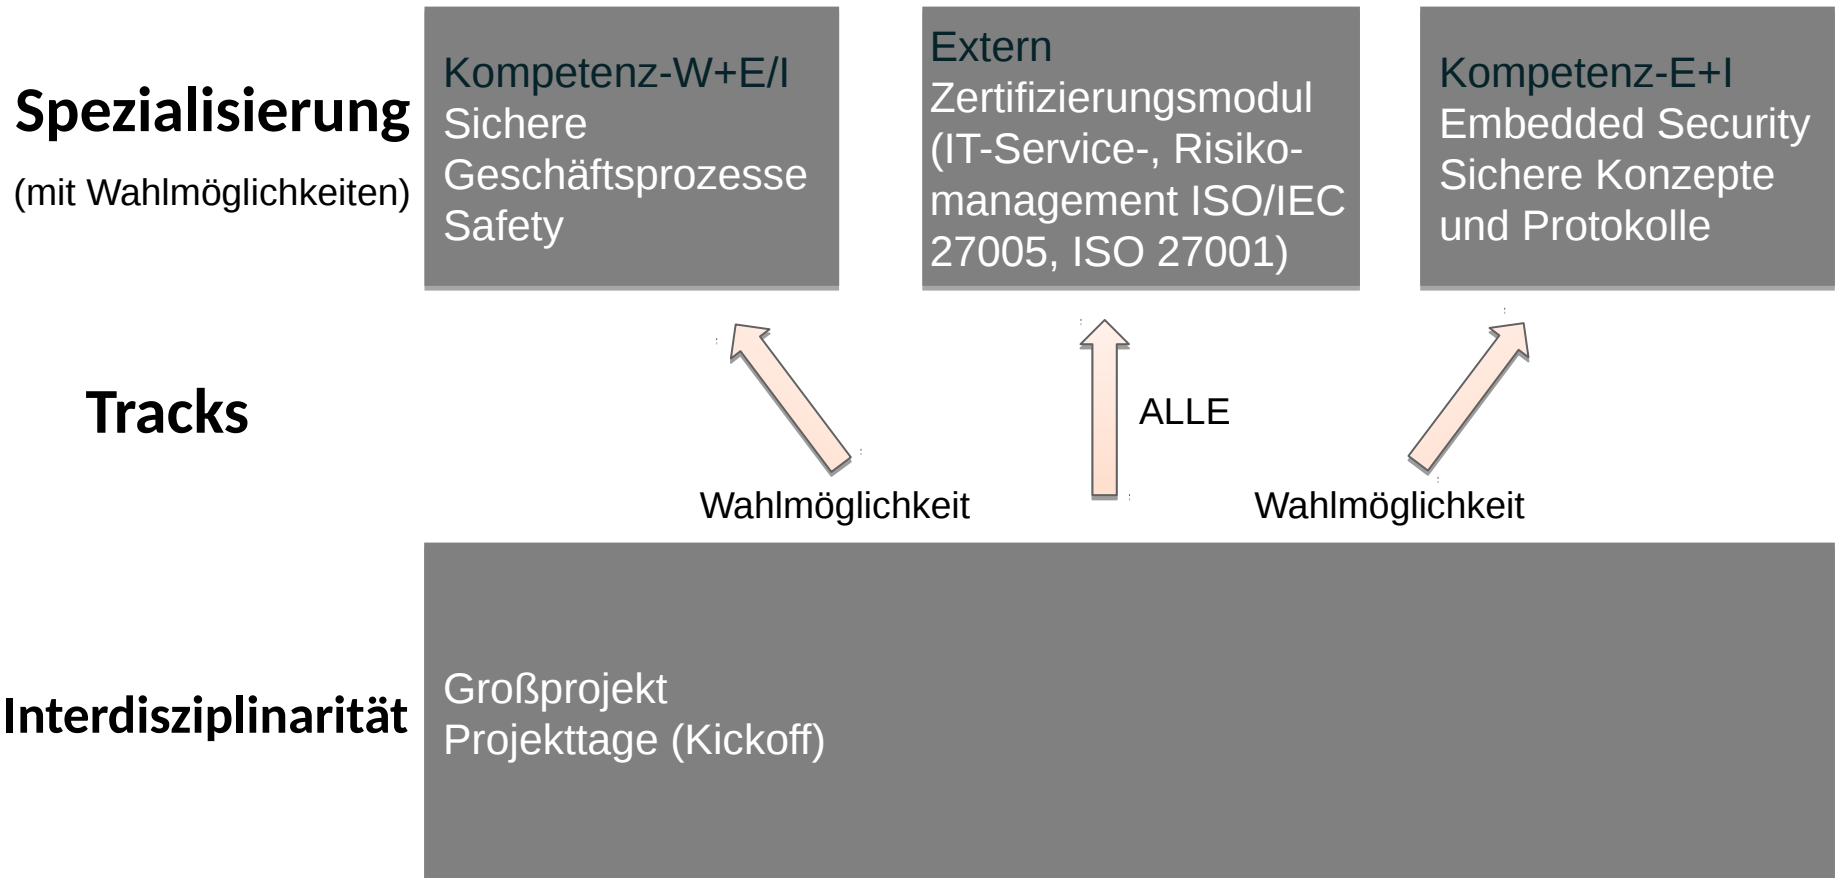 Spezialisierung
(mit Wahlmöglichkeiten)
Kompetenz-W+E/I
Sichere
Geschäftsprozesse
Safety
Extern
Zertifizierungsmodul
(IT-Service-, Risiko-
management ISO/IEC
27005, ISO 27001)
Kompetenz-E+I
Embedded Security
Sichere Konzepte
und Protokolle
Tracks
ALLE
Wahlmöglichkeit
Wahlmöglichkeit
Interdisziplinarität
Großprojekt
Projekttage (Kickoff)